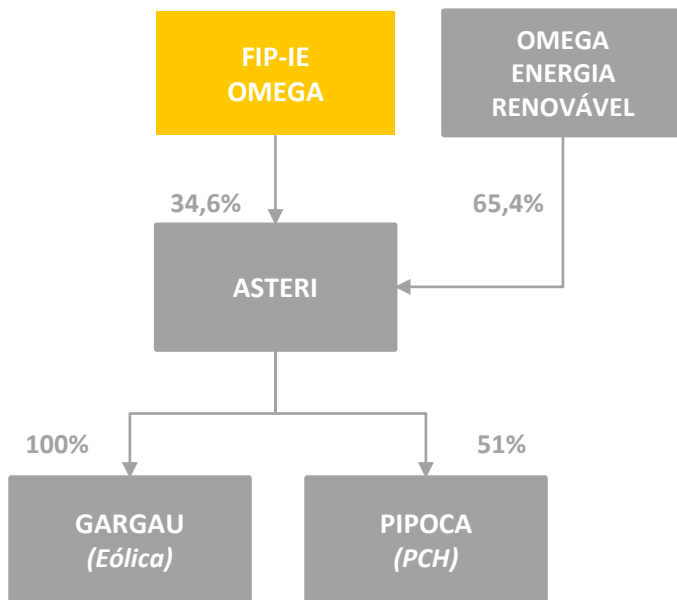 FIP-IE
OMEGA
OMEGA
ENERGIA
RENOVÁVEL
34,6%
65,4%
ASTERI
100%
51%
GARGAU
(Eólica)
PIPOCA
(PCH)